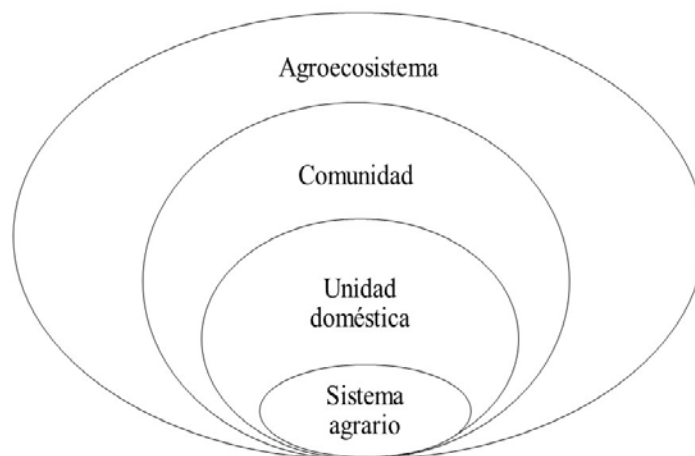 Agroecosistema
Comunidad
Unidad
doméstica
Sistema
agrario